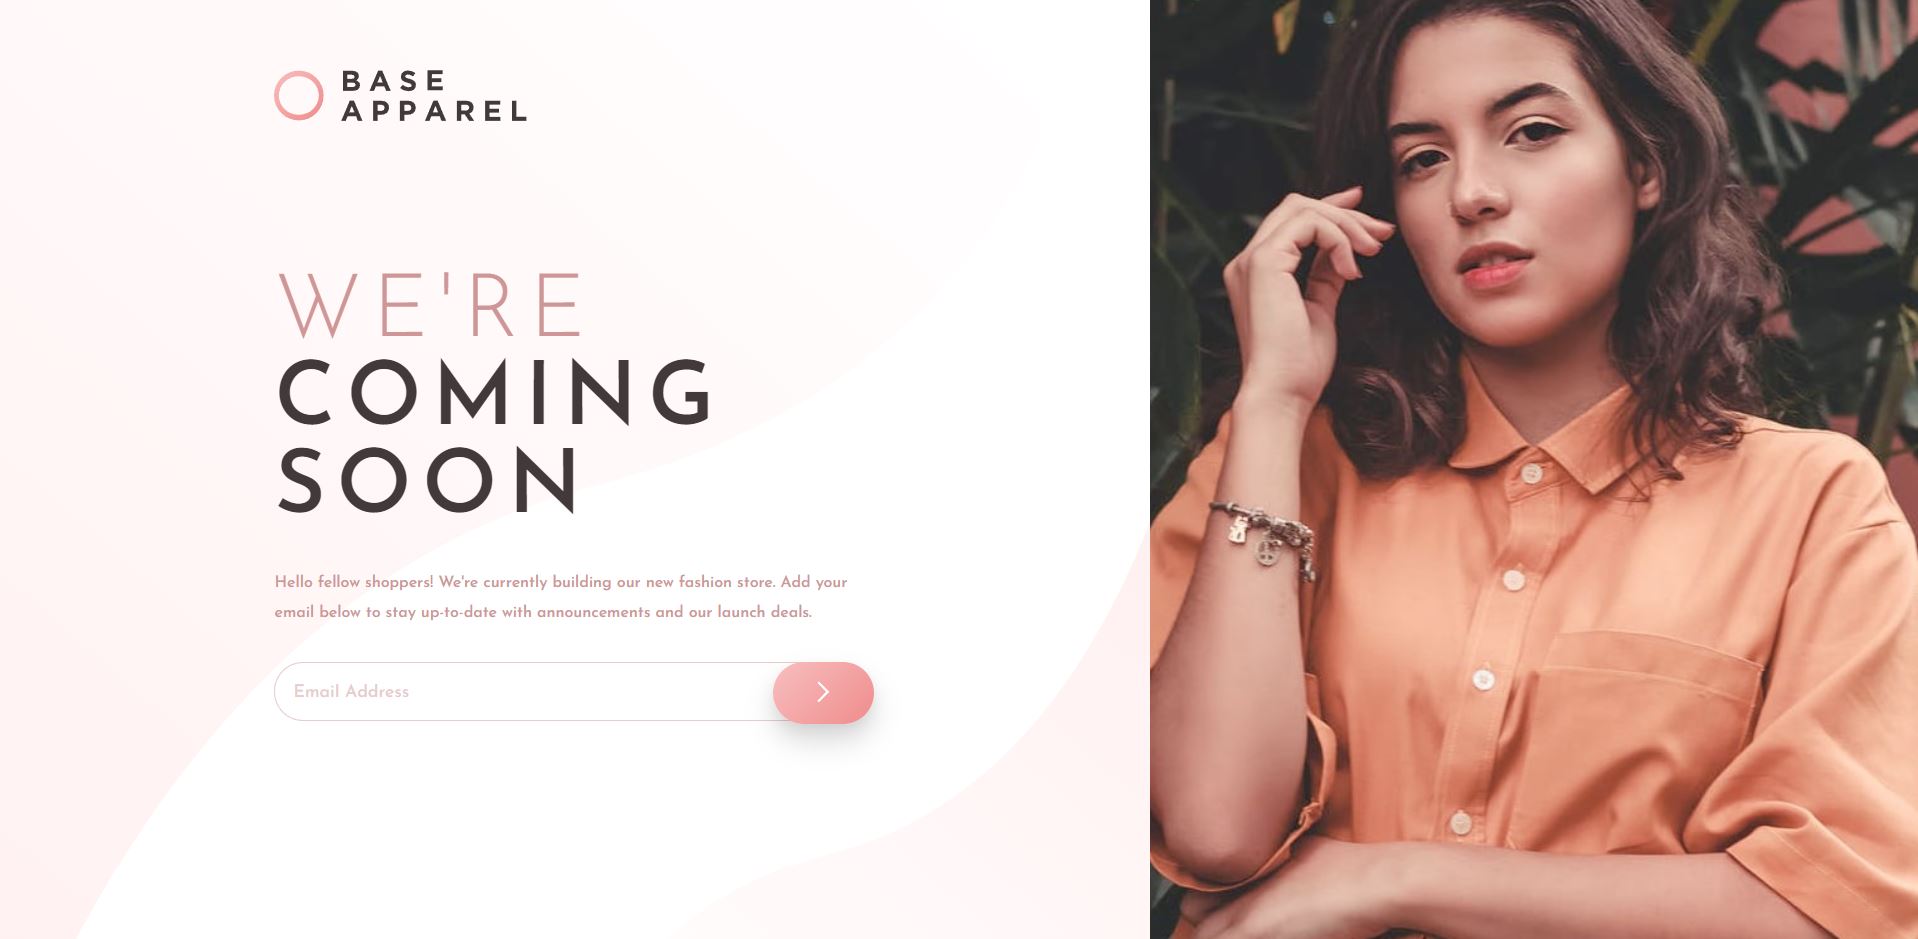 BASE
APPAREL
WE'RE
COMING
SOON
Hello fellow shoppers! We're currently building our new fashion store. Add your
email below to stay up-to-date with announcements and our launch deals.
Email Address